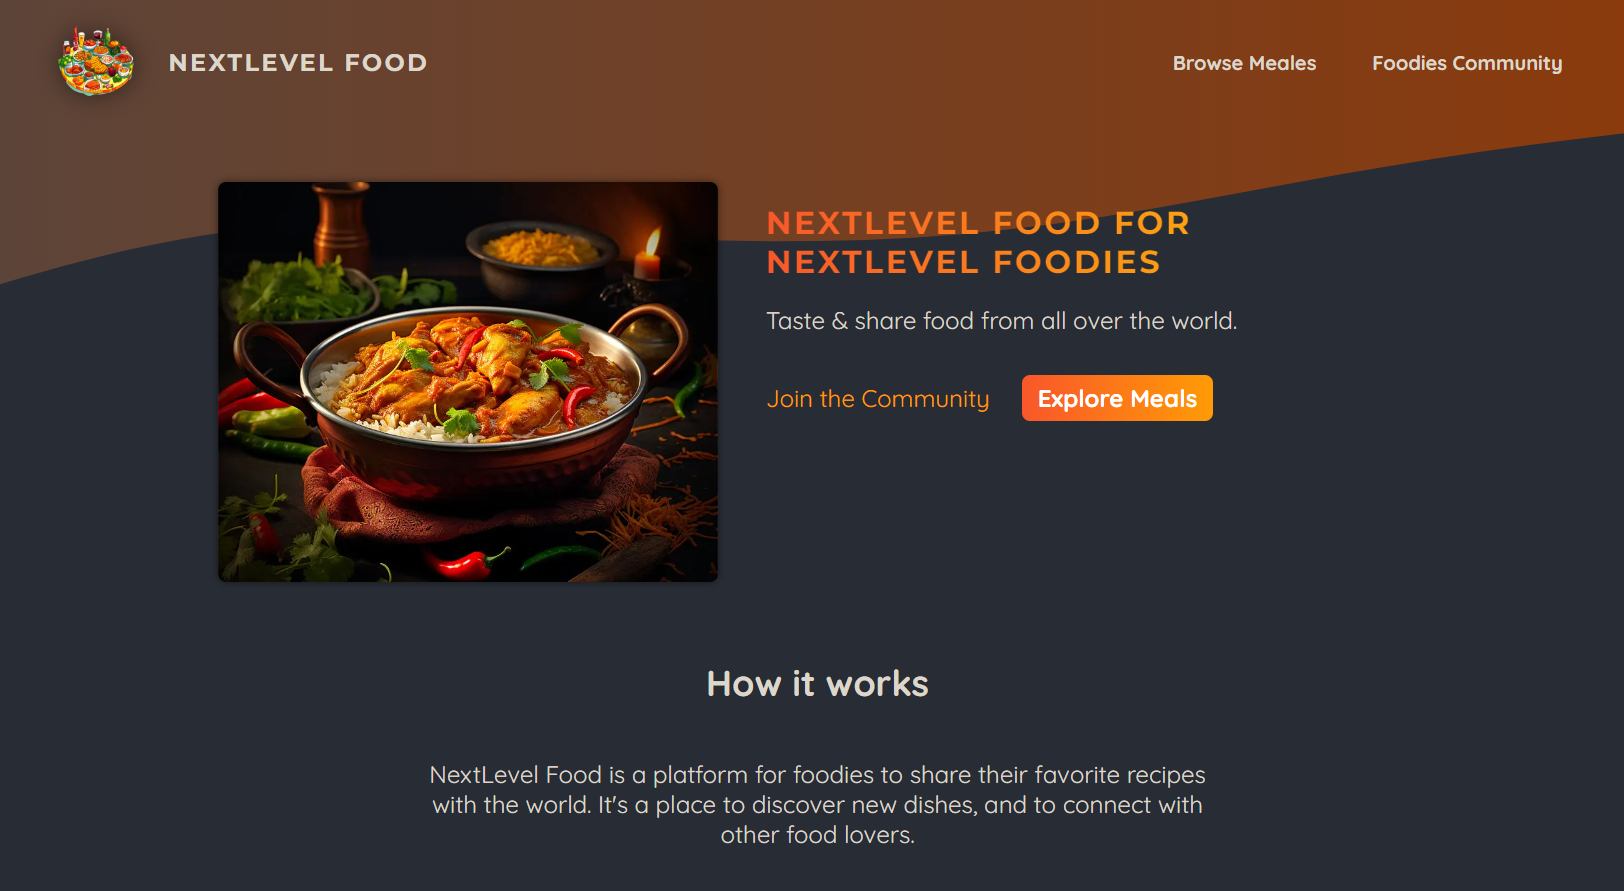 NEXTLEVEL FOOD
Browse Meales
Foodies Community
NEXTLEVEL FOOD FOR
NEXTLEVEL FOODIES
Taste & share food from all over the world.
Join the Community
Explore Meals
How it works
NextLevel Food is a platform for foodies to share their favorite recipes
with the world. It's a place to discover new dishes, and to connect with
other food lovers.